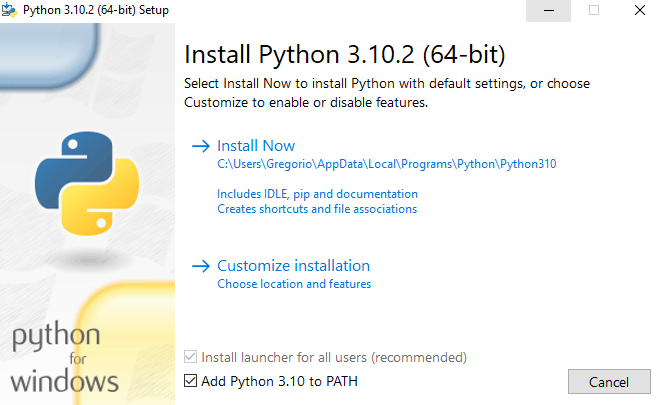 Python 3.10.2 (64-bit) Setup
Install Python 3.10.2 (64-bit)
Select Install Now to install Python with default settings, or choose
Customize to enable or disable features.
Install Now
C:\Users\Gregorio\AppData\Local\Programs\Python\Python310
Includes IDLE, pip and documentation
Creates shortcuts and file associations
Customize installation
Choose location and features
Install launcher for all users (recommended)
Add Python 3.10 to PATH
Cancel
python
for
windows